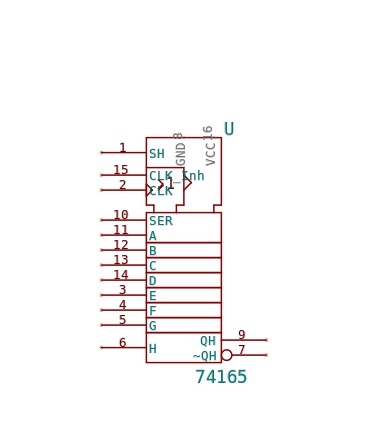 U
GND 8
VCC 16
1 SH
15 CLK Inh
2 CLK
≥1
10 SER
11 A
12 B
13 C
14 D
3 E
4 F
5 G
6 H
QH 9
~QH 7
74165